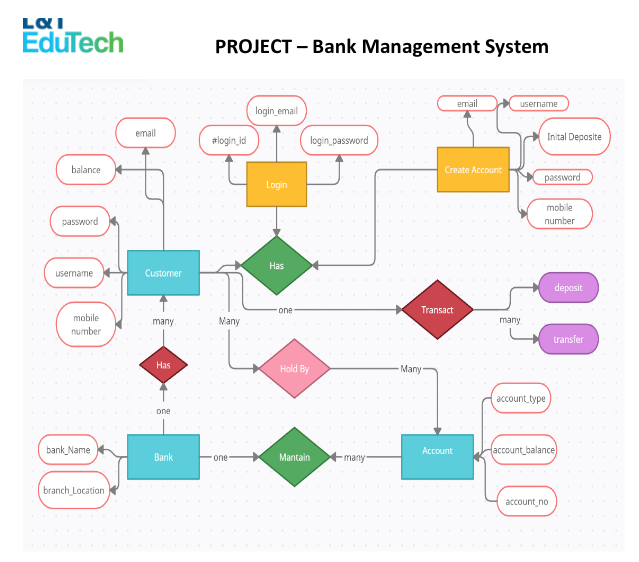 L&T
EduTech
PROJECT – Bank Management System
email
username
login_email
email
#login_id
login_password
Inital Deposite
balance
Login
Create Account
password
password
mobile
number
Customer
Has
username
deposit
one
Transact
mobile
number
many
Many
many
transfer
Has
Hold By
Many
account_type
one
bank_Name
Bank
one
Mantain
many
Account
account_balance
branch_Location
account_no